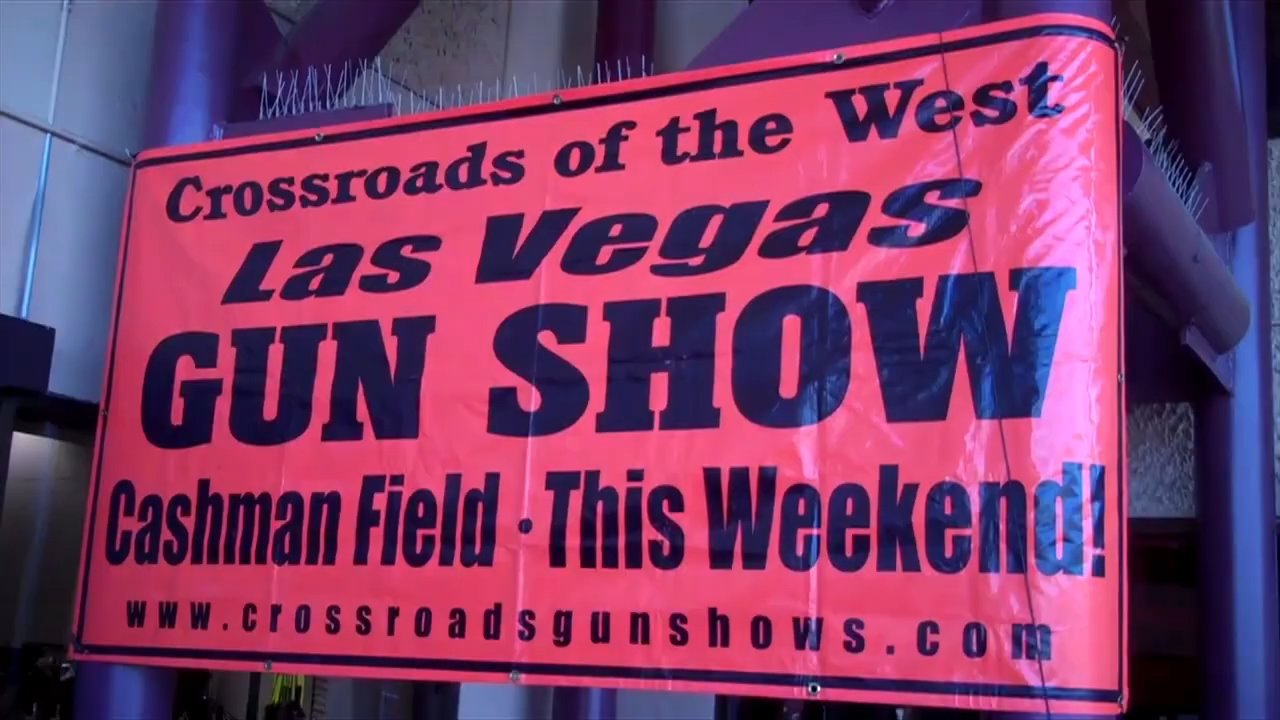 Crossroads of the West
Las Vegas
GUN SHOW
Cashman Field · This Weekend!
www.crossroadsgunshows.com